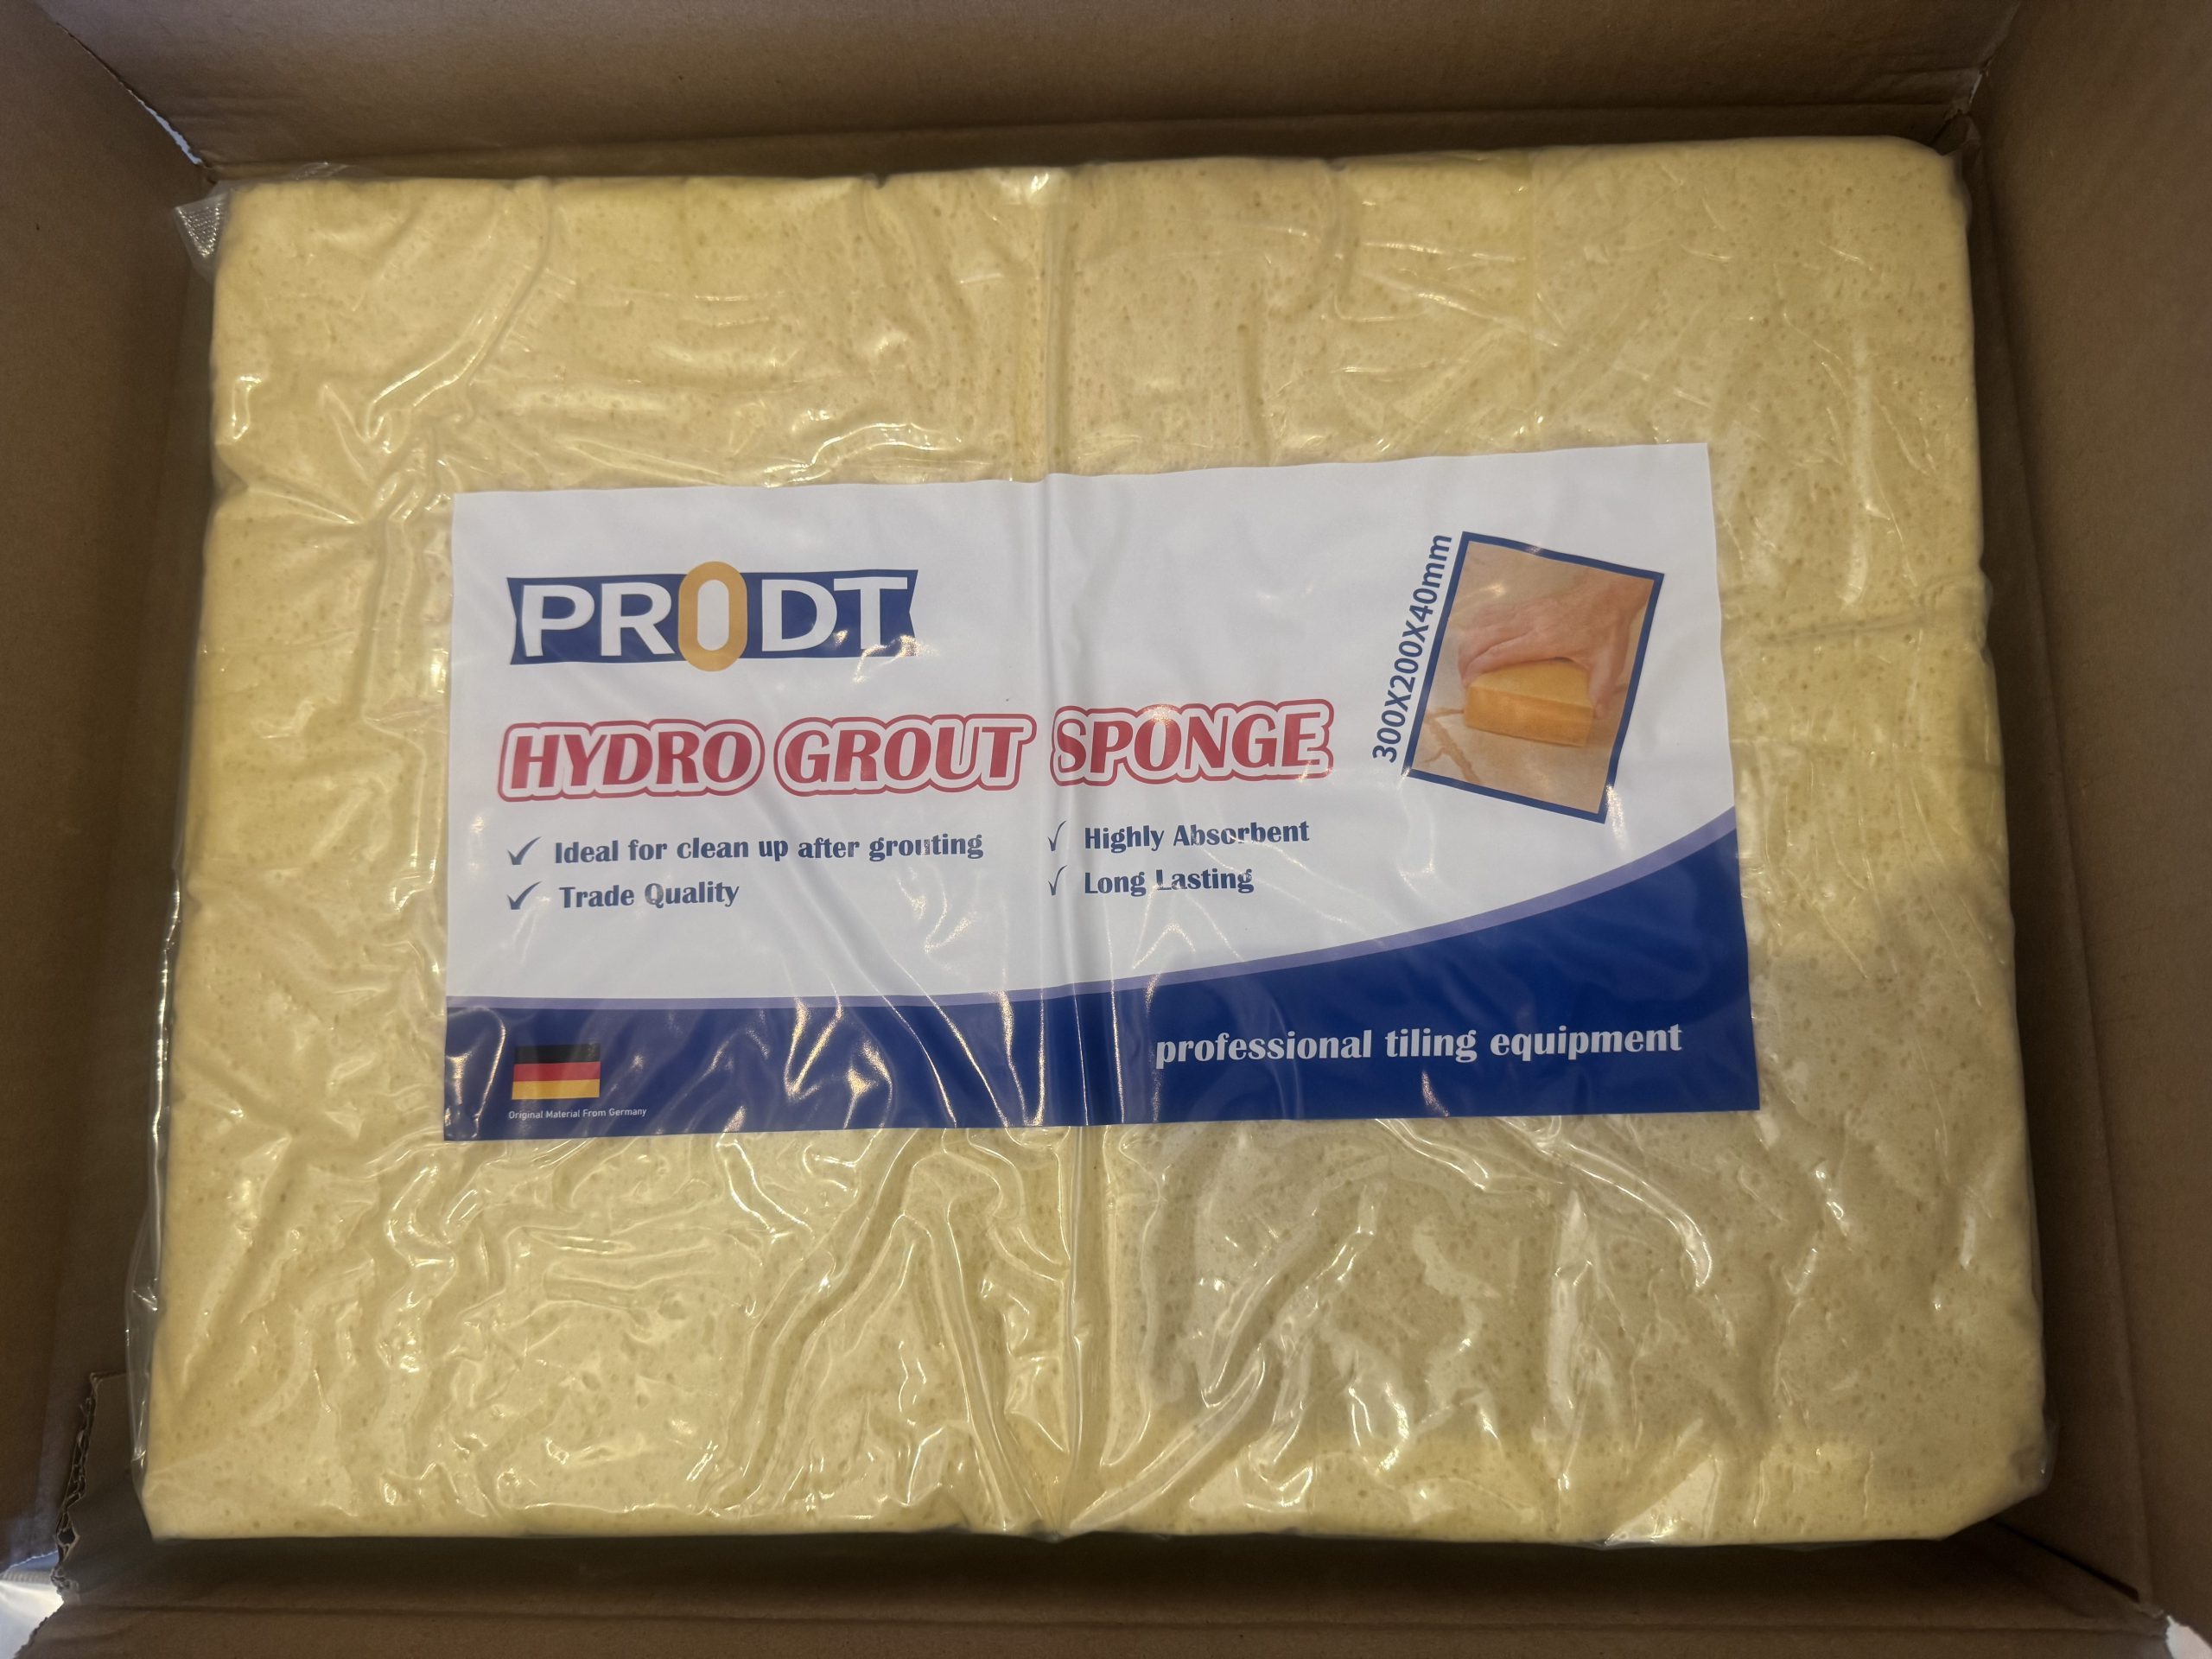 PRODT
300X200X40mm
HYDRO GROUT SPONGE
✓ Ideal for clean up after grouting
✓ Trade Quality
✓ Highly Absorbent
✓ Long Lasting
professional tiling equipment
Original Material From Germany